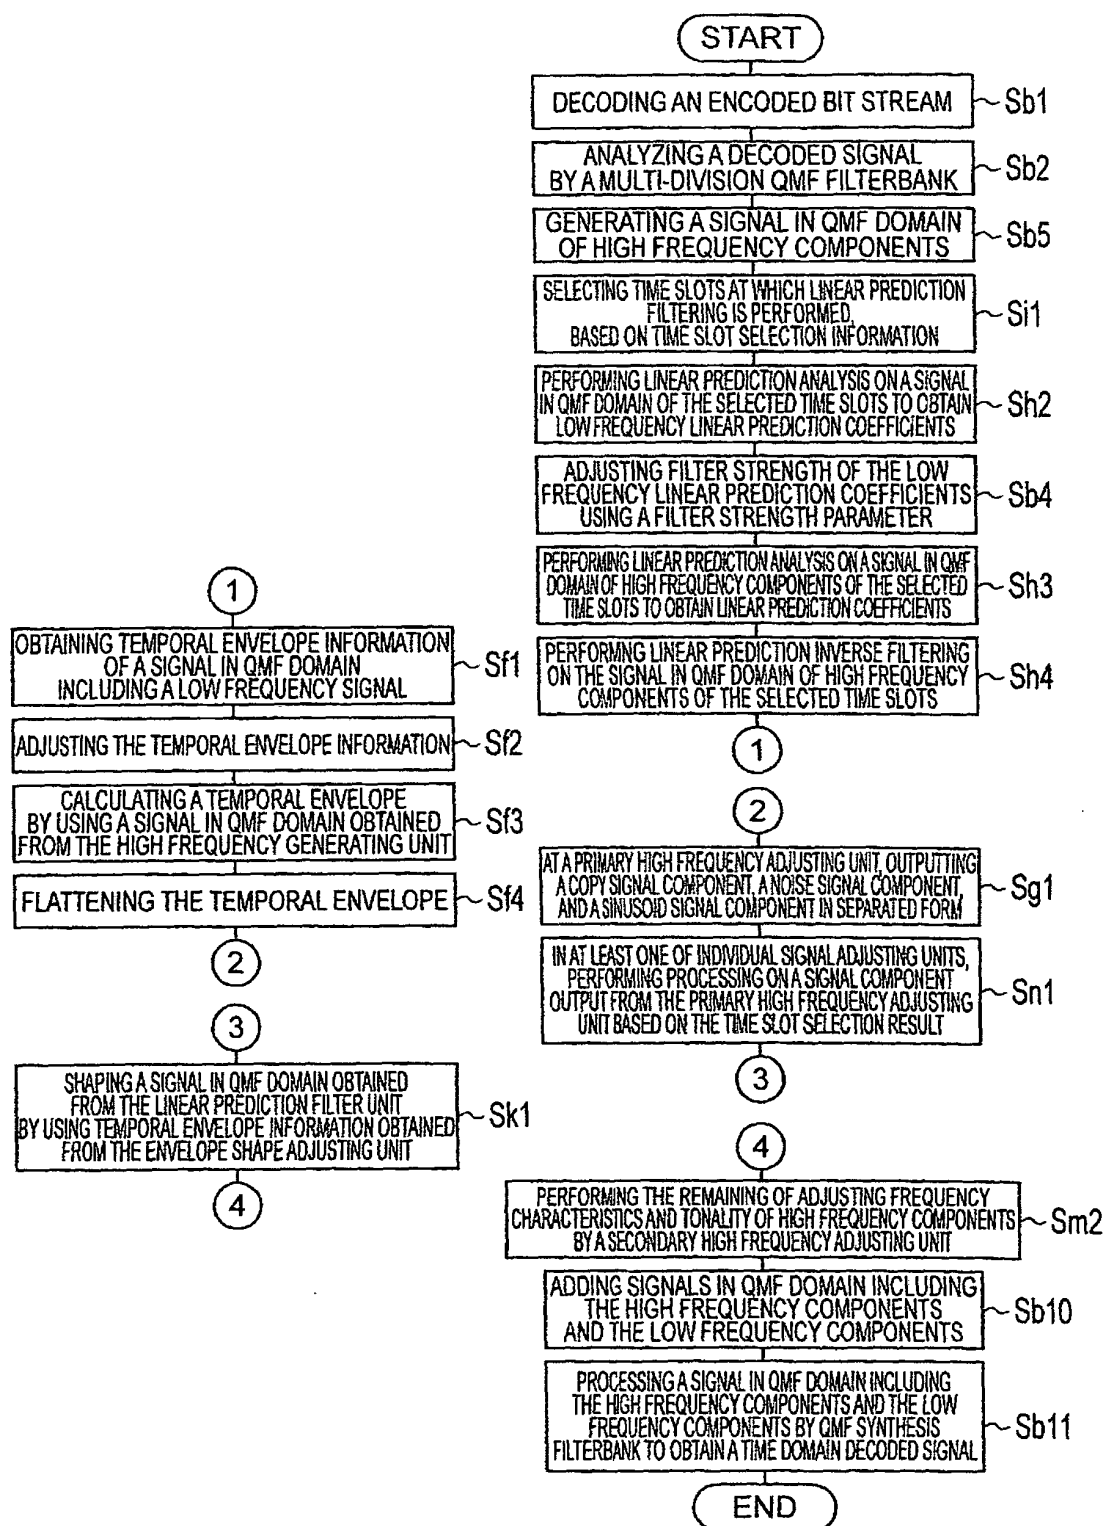 START
DECODING AN ENCODED BIT STREAM
Sb1
ANALYZING A DECODED SIGNAL
BY A MULTI-DIVISION QMF FILTERBANK
Sb2
GENERATING A SIGNAL IN QMF DOMAIN
OF HIGH FREQUENCY COMPONENTS
Sb5
SELECTING TIME SLOTS AT WHICH LINEAR PREDICTION
FILTERING IS PERFORMED,
BASED ON TIME SLOT SELECTION INFORMATION
Si1
PERFORMING LINEAR PREDICTION ANALYSIS ON A SIGNAL
IN QMF DOMAIN OF THE SELECTED TIME SLOTS TO OBTAIN
LOW FREQUENCY LINEAR PREDICTION COEFFICIENTS
Sh2
ADJUSTING FILTER STRENGTH OF THE LOW
FREQUENCY LINEAR PREDICTION COEFFICIENTS
USING A FILTER STRENGTH PARAMETER
Sb4
PERFORMING LINEAR PREDICTION ANALYSIS ON A SIGNAL IN QMF
DOMAIN OF HIGH FREQUENCY COMPONENTS OF THE SELECTED
TIME SLOTS TO OBTAIN LINEAR PREDICTION COEFFICIENTS
Sh3
PERFORMNG LINEAR PREDICTION INVERSE FILTERING
ON THE SIGNAL IN QMF DOMAIN OF HIGH FREQUENCY
COMPONENTS OF THE SELECTED TIME SLOTS
Sh4
1
1
OBTAINING TEMPORAL ENVELOPE INFORMATION
OF A SIGNAL IN QMF DOMAIN
INCLUDING A LOW FREQUENCY SIGNAL
Sf1
ADJUSTING THE TEMPORAL ENVELOPE INFORMATION
Sf2
CALCULATING A TEMPORAL ENVELOPE
BY USING A SIGNAL IN QMF DOMAIN OBTAINED
FROM THE HIGH FREQUENCY GENERATING UNIT
Sf3
FLATTENING THE TEMPORAL ENVELOPE
Sf4
2
2
AT A PRIMARY HIGH FREQUENCY ADJUSTING UNIT, OUTPUTTING
A COPY SIGNAL COMPONENT, A NOISE SIGNAL COMPONENT,
AND A SINUSOID SIGNAL COMPONENT IN SEPARATED FORM
Sg1
IN AT LEAST ONE OF INDIVIDUAL SIGNAL ADJUSTING UNITS,
PERFORMING PROCESSING ON A SIGNAL COMPONENT
OUTPUT FROM THE PRIMARY HIGH FREQUENCY ADJUSTING
UNIT BASED ON THE TIME SLOT SELECTION RESULT
Sn1
3
3
SHAPING A SIGNAL IN QMF DOMAIN OBTAINED
FROM THE LINEAR PREDICTION FILTER UNIT
BY USING TEMPORAL ENVELOPE INFORMATION OBTAINED
FROM THE ENVELOPE SHAPE ADJUSTING UNIT
Sk1
4
4
PERFORMING THE REMAINING OF ADJUSTING FREQUENCY
CHARACTERISTICS AND TONALITY OF HIGH FREQUENCY COMPONENTS
BY A SECONDARY HIGH FREQUENCY ADJUSTING UNIT
Sm2
ADDING SIGNALS IN QMF DOMAIN INCLUDING
THE HIGH FREQUENCY COMPONENTS
AND THE LOW FREQUENCY COMPONENTS
Sb10
PROCESSING A SIGNAL IN QMF DOMAIN INCLUDING
THE HIGH FREQUENCY COMPONENTS AND THE LOW
FREQUENCY COMPONENTS BY QMF SYNTHESIS
FILTERBANK TO OBTAIN A TIME DOMAIN DECODED SIGNAL
Sb11
END